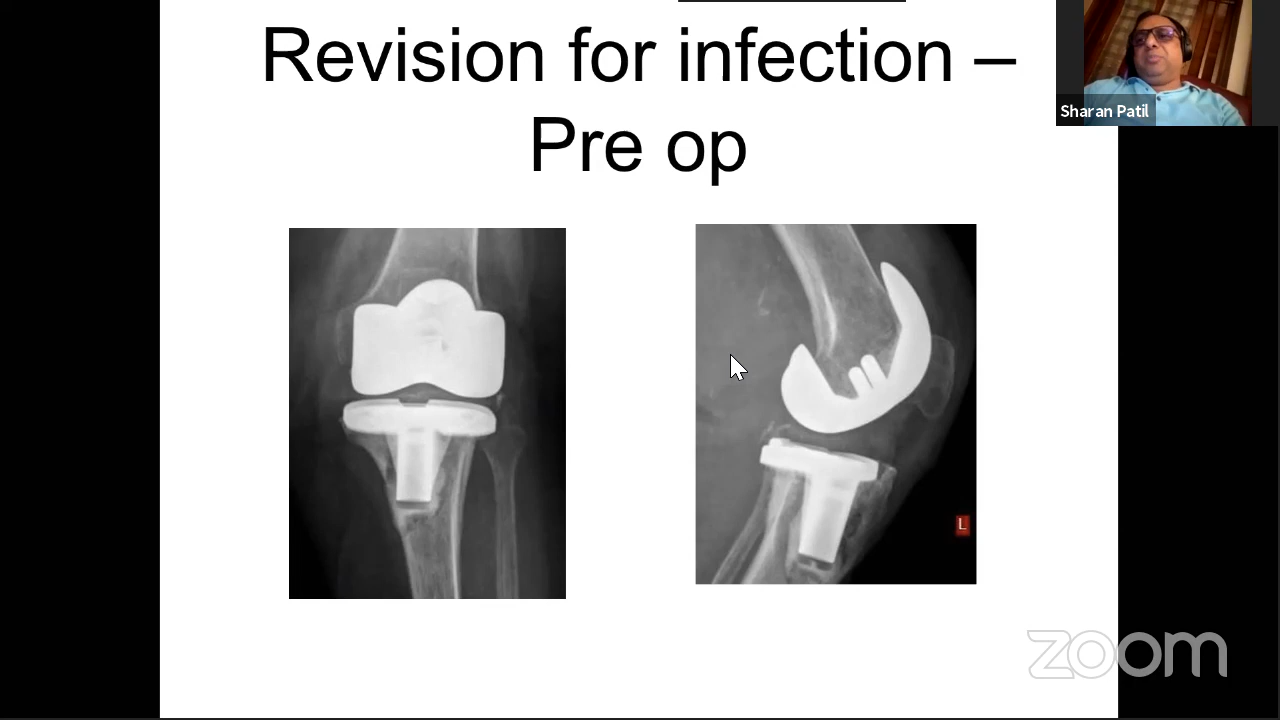 Revision for infection –
Pre op
Sharan Patil
L
zoom